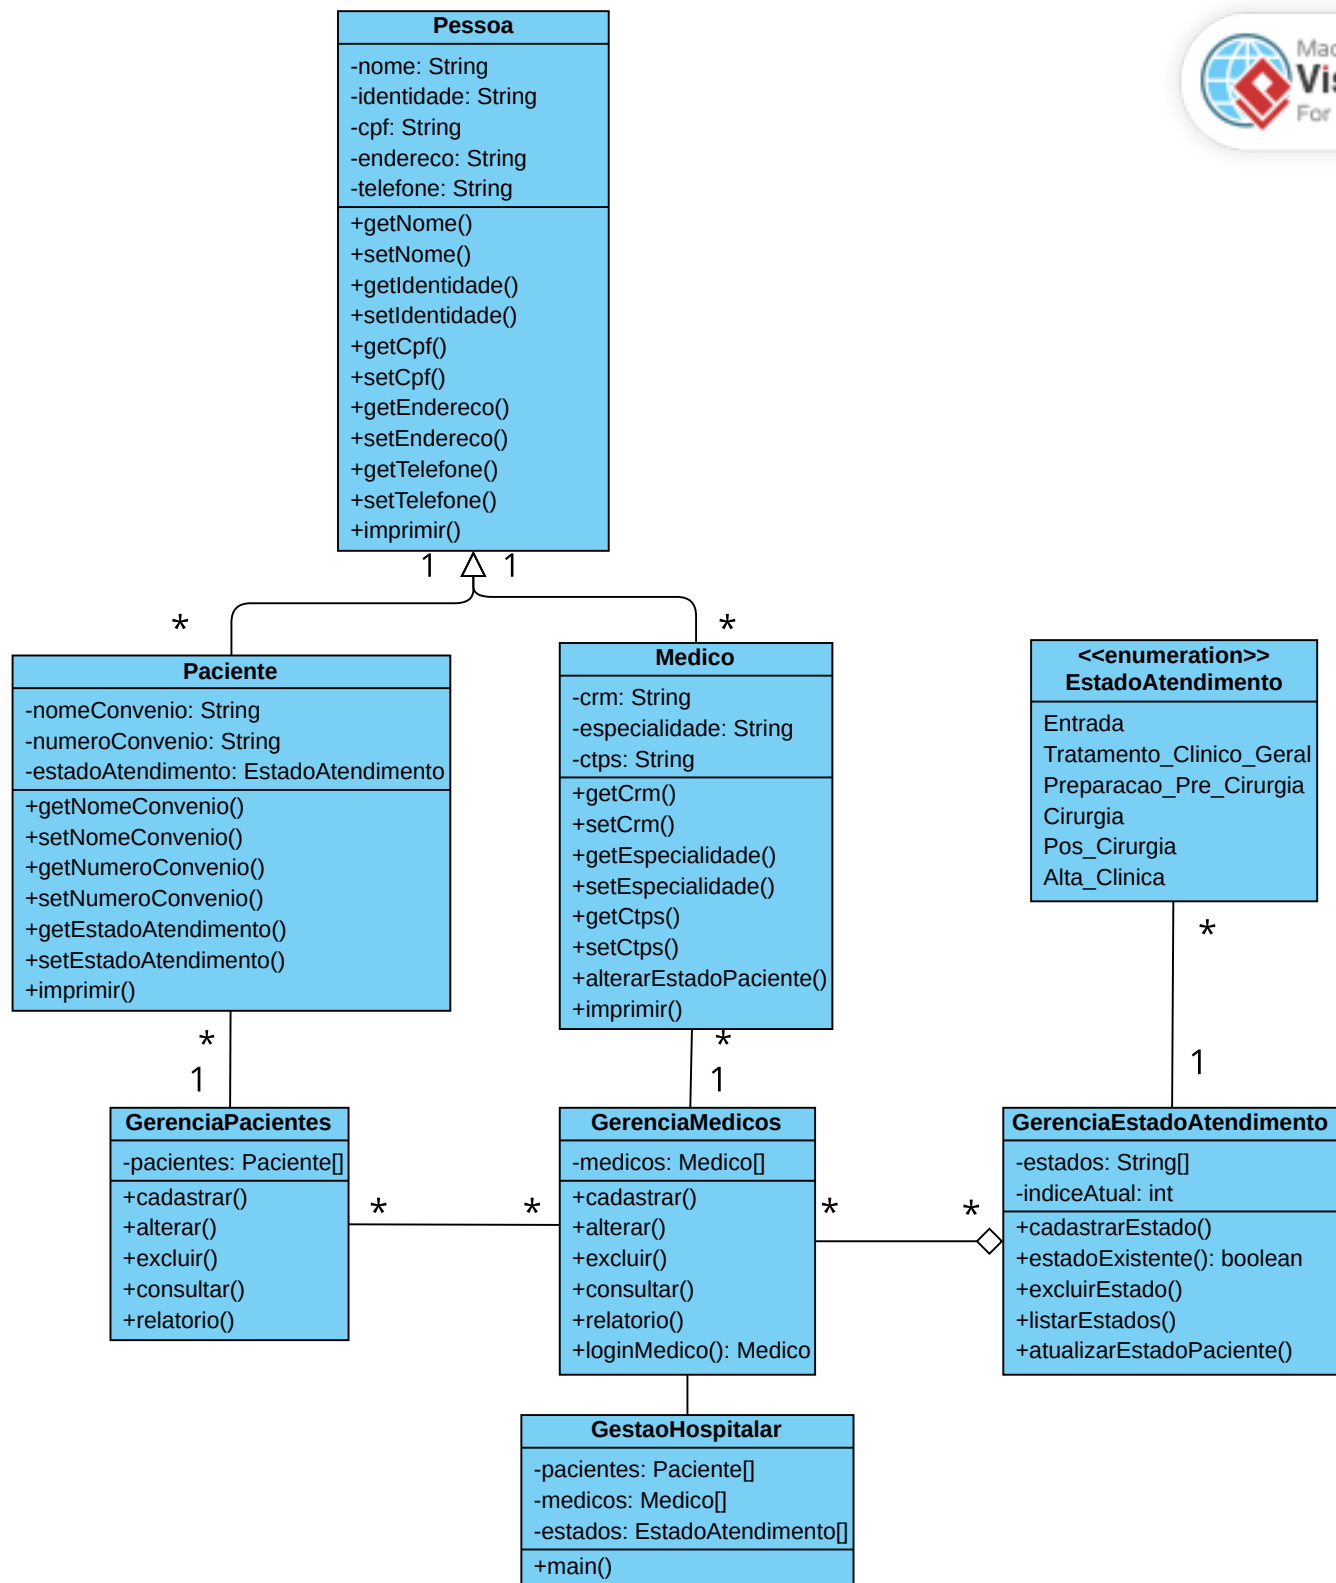 Pessoa
-nome: String
-identidade: String
-cpf: String
-endereco: String
-telefone: String
+getNome()
+setNome()
+getIdentidade()
+setIdentidade()
+getCpf()
+setCpf()
+getEndereco()
+setEndereco()
+getTelefone()
+setTelefone()
+imprimir()
For
1 1
* *
Paciente
-nomeConvenio: String
-numeroConvenio: String
-estadoAtendimento: EstadoAtendimento
+getNomeConvenio()
+setNomeConvenio()
+getNumeroConvenio()
+setNumeroConvenio()
+getEstadoAtendimento()
+setEstadoAtendimento()
+imprimir()
Medico
-crm: String
-especialidade: String
-ctps: String
+getCrm()
+setCrm()
+getEspecialidade()
+setEspecialidade()
+getCtps()
+setCtps()
+alterarEstadoPaciente()
+imprimir()
<<enumeration>>
EstadoAtendimento
Entrada
Tratamento_Clinico_Geral
Preparacao_Pre_Cirurgia
Cirurgia
Pos_Cirurgia
Alta_Clinica
*
* *
1 1 1
GerenciaPacientes
-pacientes: Paciente[]
+cadastrar()
+alterar()
+excluir()
+consultar()
+relatorio()
* *
GerenciaMedicos
-medicos: Medico[]
+cadastrar()
+alterar()
+excluir()
+consultar()
+relatorio()
+loginMedico(): Medico
* *
GerenciaEstadoAtendimento
-estados: String[]
-indiceAtual: int
+cadastrarEstado()
+estadoExistente(): boolean
+excluirEstado()
+listarEstados()
+atualizarEstadoPaciente()
GestaoHospitalar
-pacientes: Paciente[]
-medicos: Medico[]
-estados: EstadoAtendimento[]
+main()